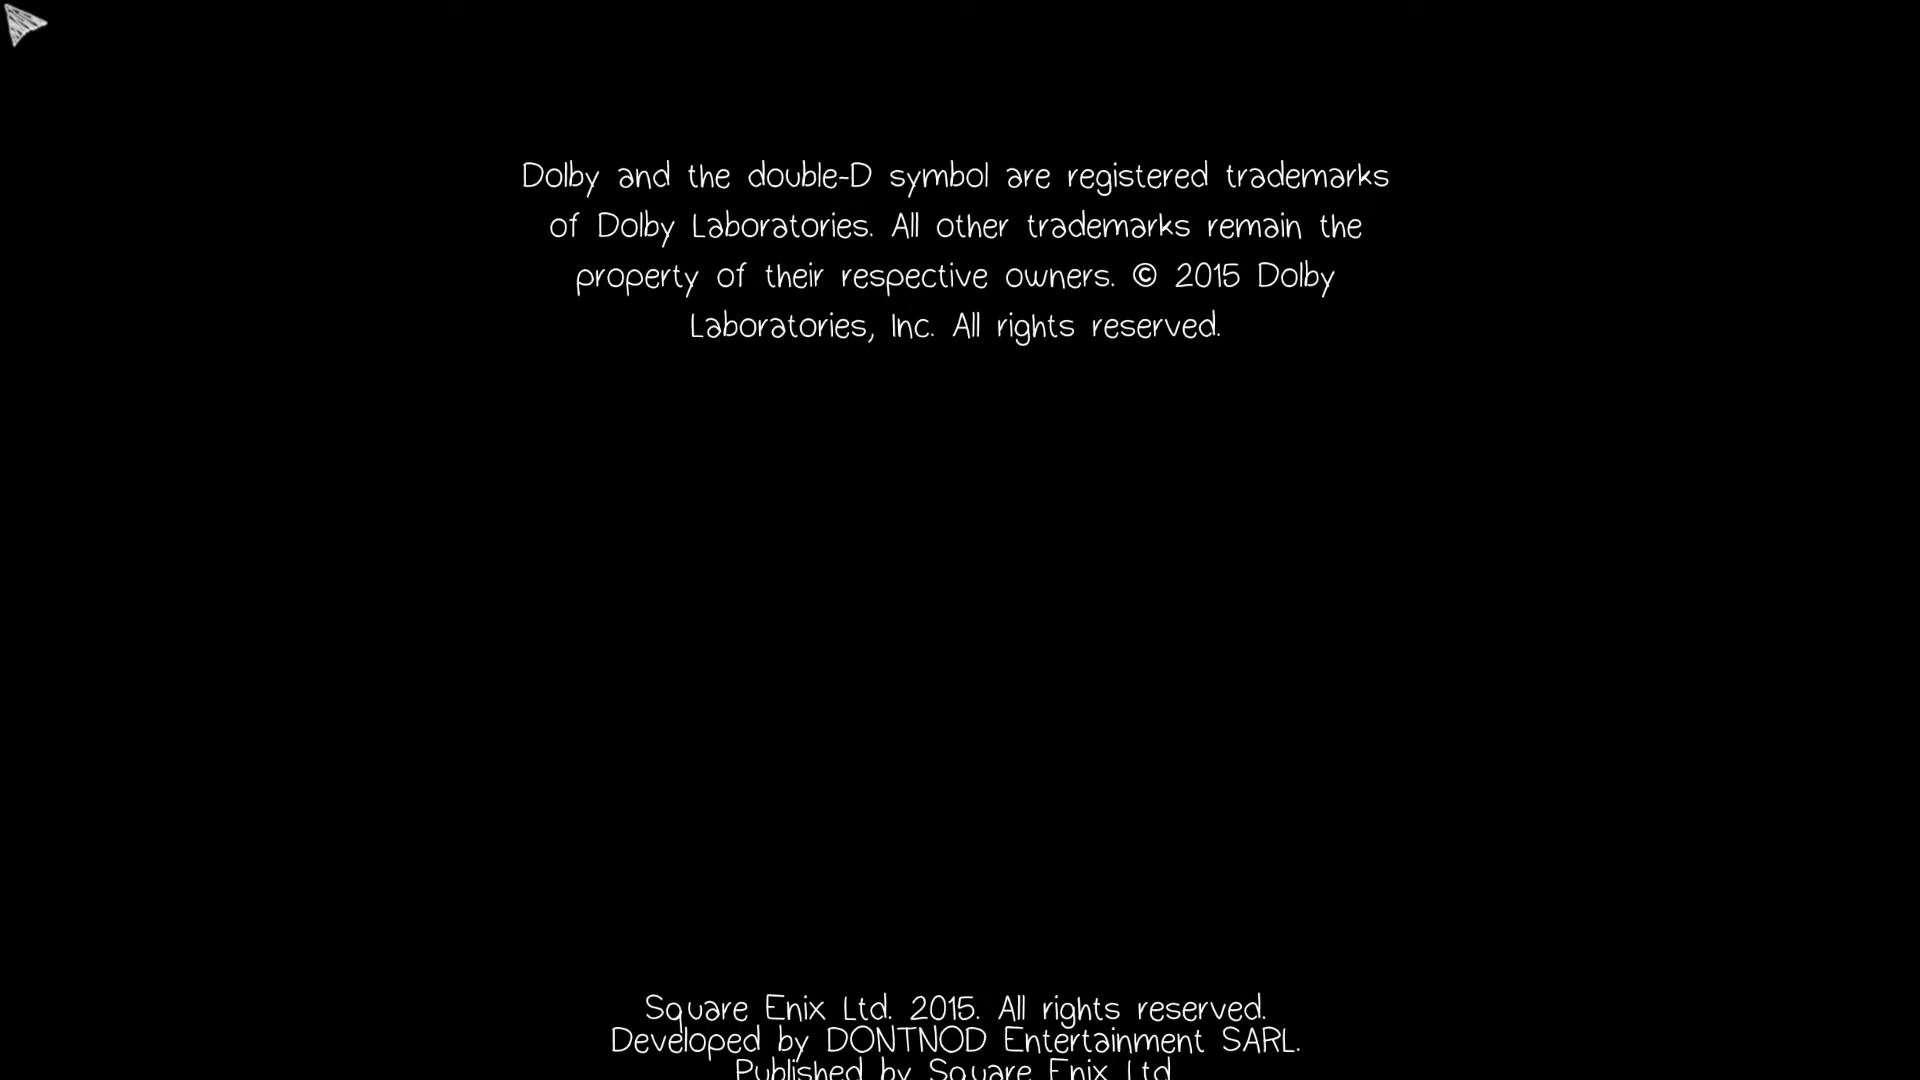 Dolby and the double-D symbol are registered trademarks
of Dolby Laboratories. All other trademarks remain the
property of their respective owners. © 2015 Dolby
Laboratories, Inc. All rights reserved.
Square Enix Ltd. 2015. All rights reserved.
Developed by DONTNOD Entertainment SARL.
Published by Square Enix Ltd